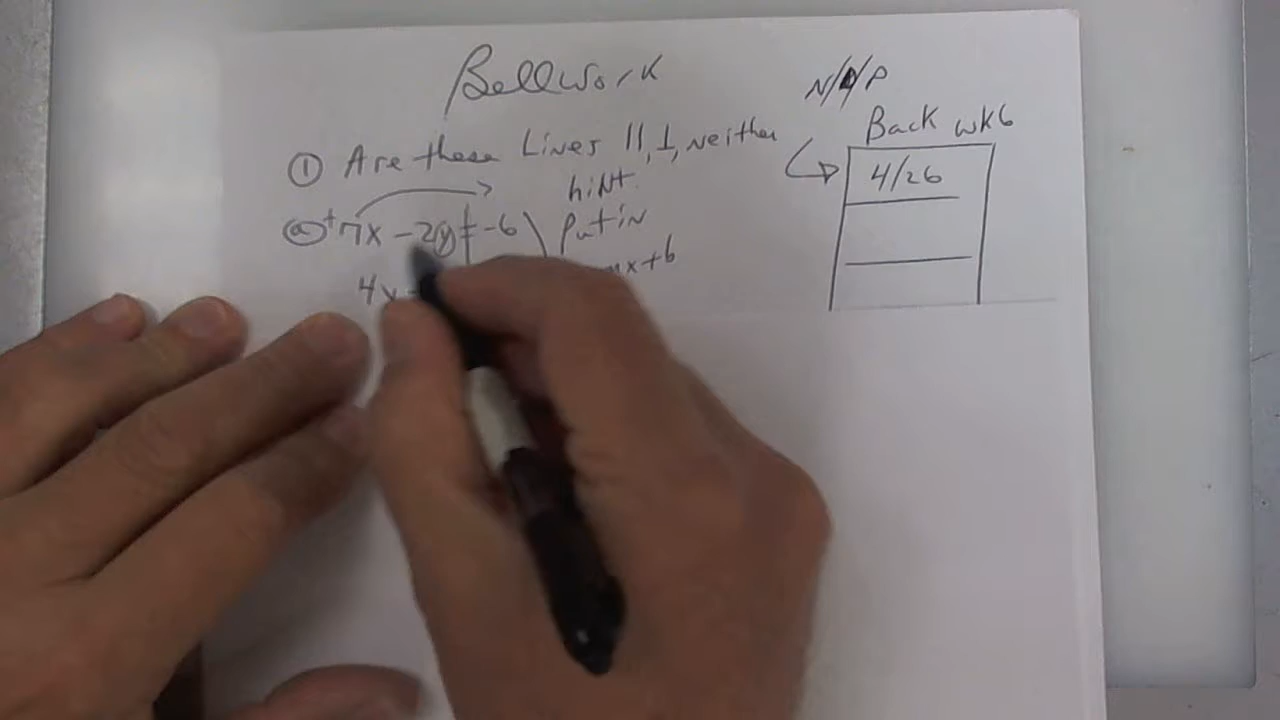 Bellwork
N/A/P
Back wk6
① Are these Lines ||, ⊥, neither
4/26
hint
ⓐ +7x - 2y = -6
put in
4x
mx+b